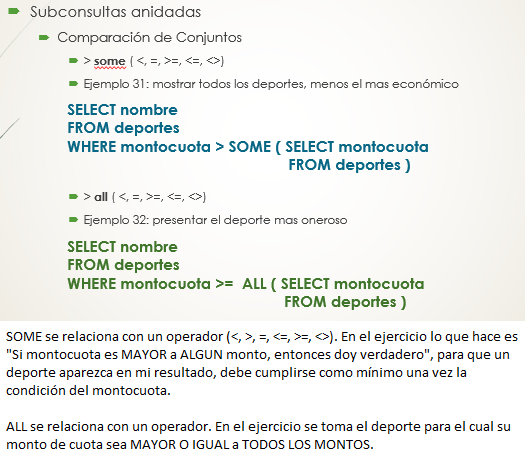 Subconsultas anidadas
Comparación de Conjuntos
> some ( <, =, >=, <=, <>)
Ejemplo 31: mostrar todos los deportes, menos el mas económico
SELECT nombre
FROM deportes
WHERE montocuota > SOME ( SELECT montocuota
FROM deportes )
> all ( <, =, >=, <=, <>)
Ejemplo 32: presentar el deporte mas oneroso
SELECT nombre
FROM deportes
WHERE montocuota >= ALL ( SELECT montocuota
FROM deportes )
SOME se relaciona con un operador (<, >, =, <=, >=, <>). En el ejercicio lo que hace es
"Si montocuota es MAYOR a ALGUN monto, entonces doy verdadero", para que un
deporte aparezca en mi resultado, debe cumplirse como mínimo una vez la
condición del montocuota.
ALL se relaciona con un operador. En el ejercicio se toma el deporte para el cual su
monto de cuota sea MAYOR O IGUAL a TODOS LOS MONTOS.